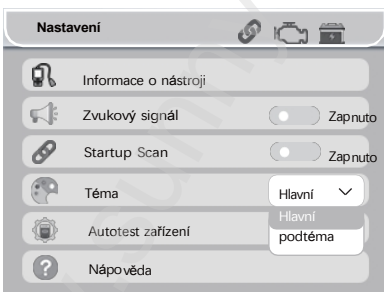 Nastavení
Informace o nástroji
Zvukový signál Zapnuto
Startup Scan Zapnuto
Téma Hlavní
Hlavní
podtéma
Autotest zařízení
Nápověda